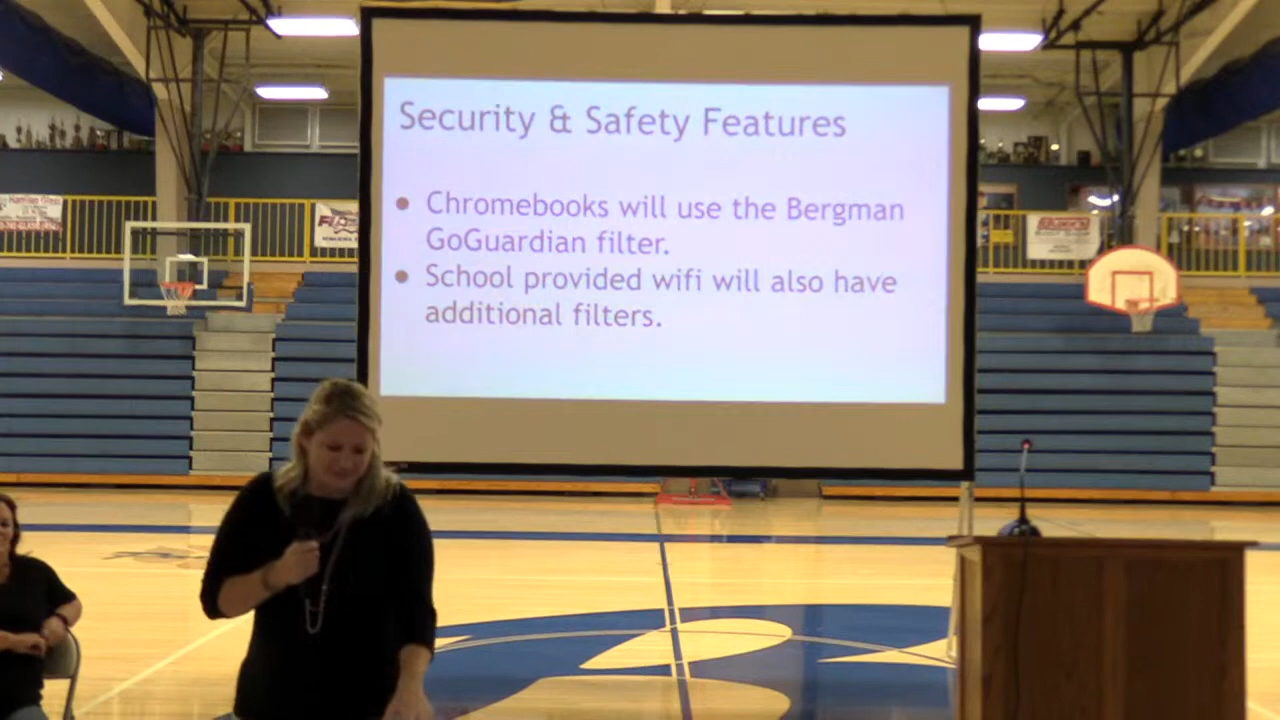 Security & Safety Features
● Chromebooks will use the Bergman
GoGuardian filter.
● School provided wifi will also have
additional filters.